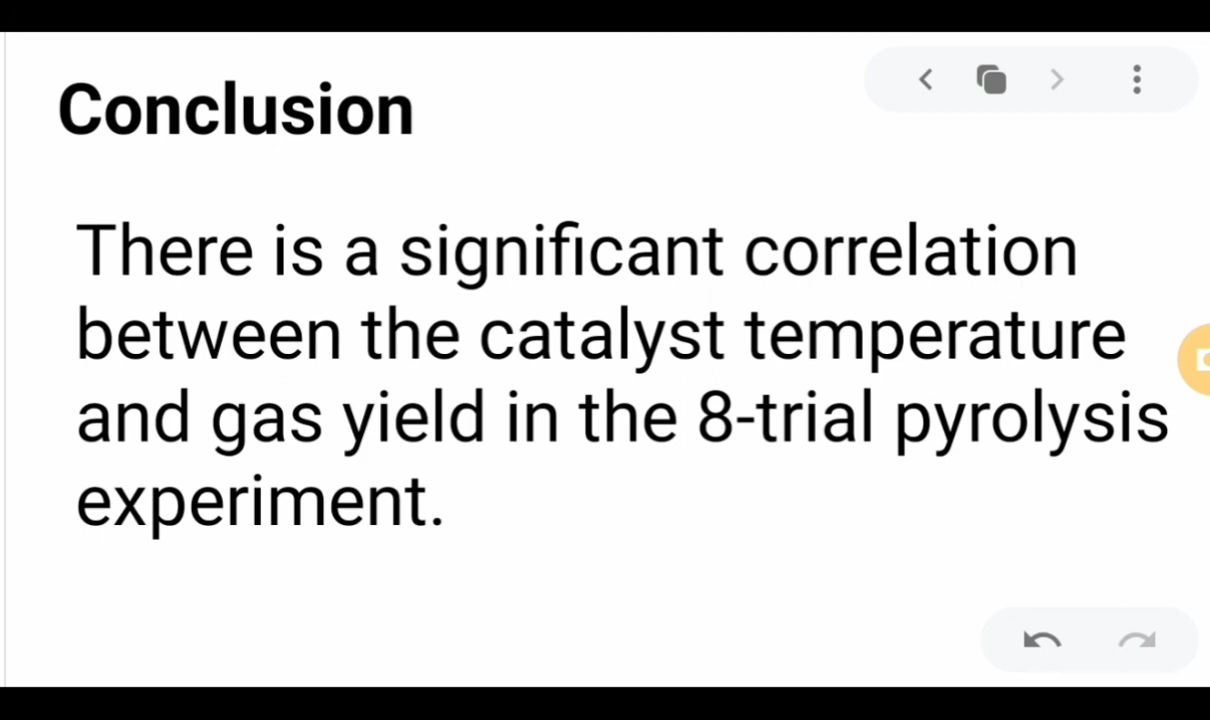 Conclusion
There is a significant correlation
between the catalyst temperature
and gas yield in the 8-trial pyrolysis
experiment.